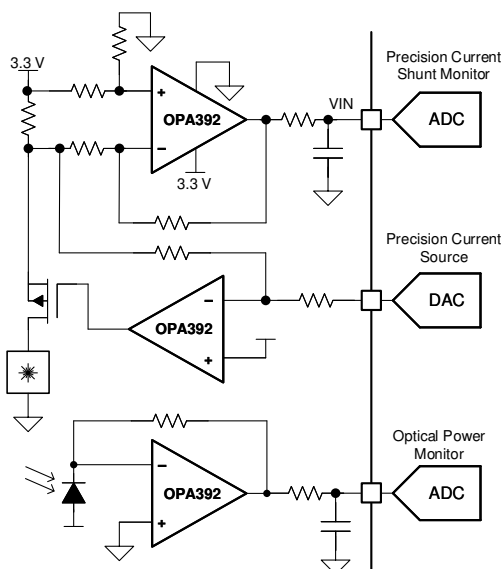 3.3 V
+
OPA392
−
3.3 V
VIN
Precision Current
Shunt Monitor
ADC
Precision Current
Source
−
OPA392
+
DAC
Optical Power
Monitor
−
OPA392
+
ADC